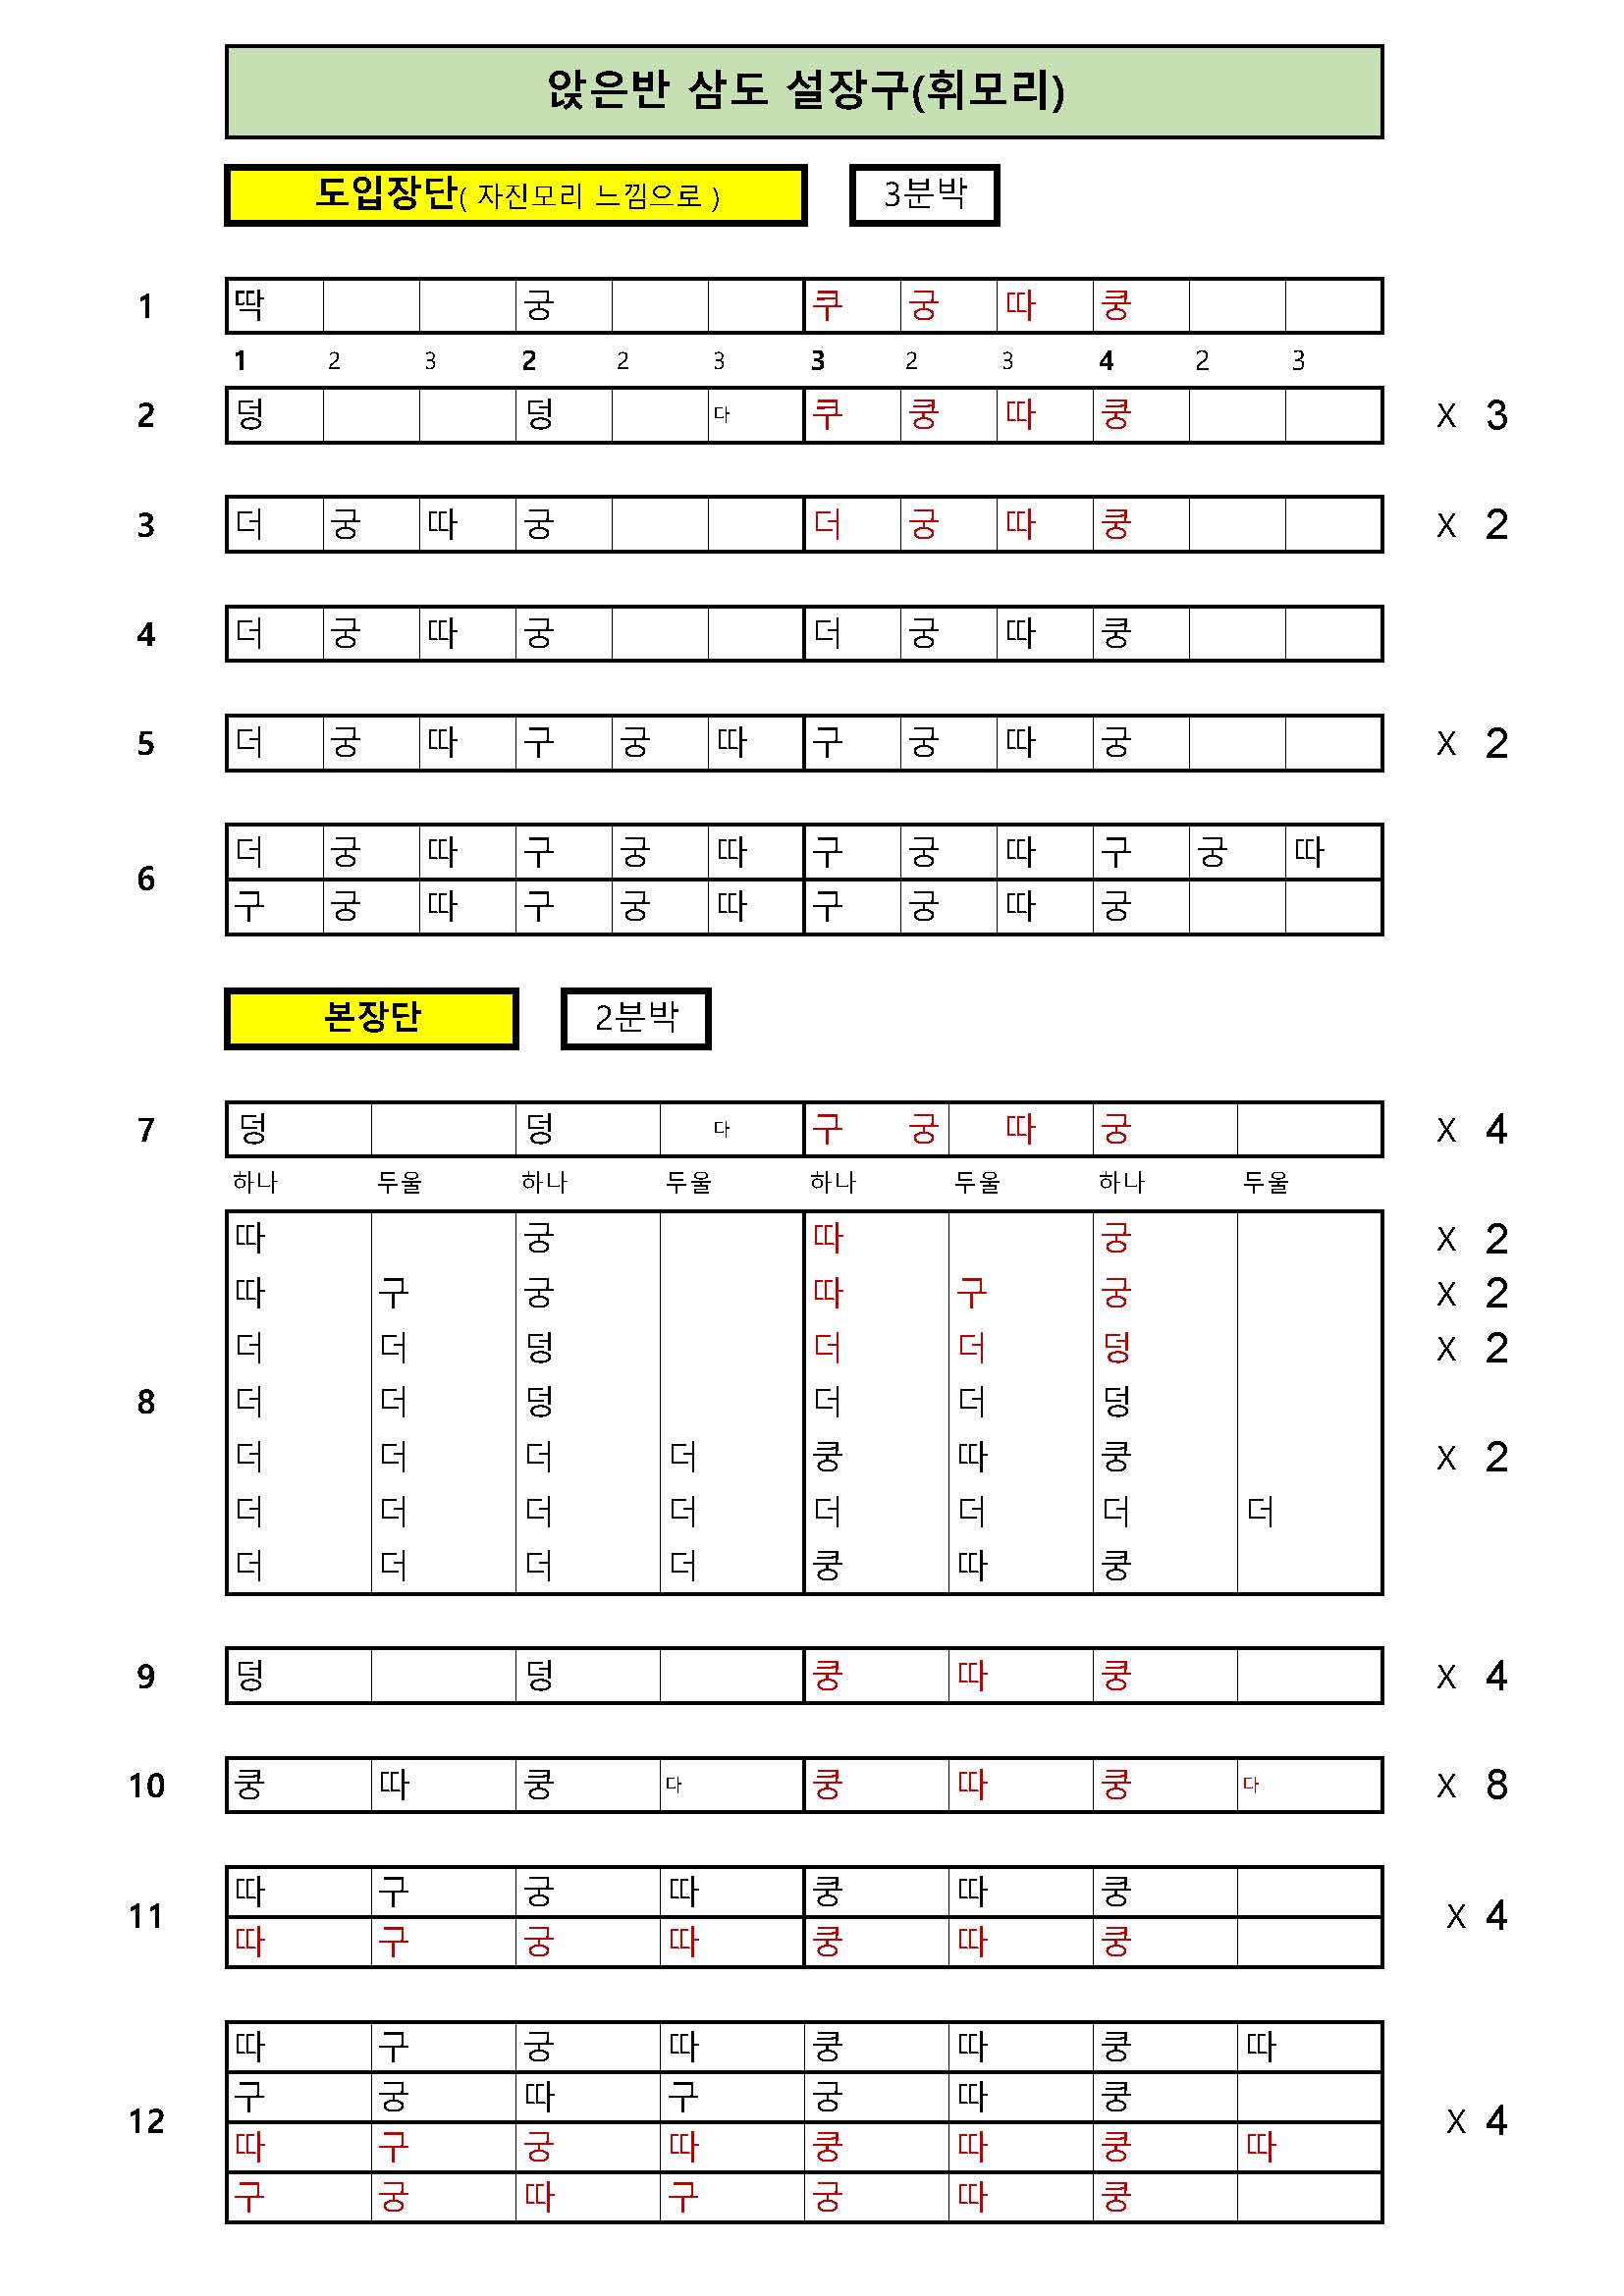 앉은반 삼도 설장구(휘모리)
도입장단( 자진모리 느낌으로 ) 3분박
1 딱 궁 쿠 궁 따 쿵
1 2 3 2 2 3 3 2 3 4 2 3
2 덩 덩 다 쿠 쿵 따 쿵 X 3
3 더 궁 따 궁 더 궁 따 쿵 X 2
4 더 궁 따 궁 더 궁 따 쿵
5 더 궁 따 구 궁 따 구 궁 따 궁 X 2
6 더 궁 따 구 궁 따 구 궁 따 구 궁 따
구 궁 따 구 궁 따 구 궁 따 궁
본장단 2분박
7 덩 덩 다 구 궁 따 궁 X 4
하나 두울 하나 두울 하나 두울 하나 두울
따 궁 따 궁 X 2
따 구 궁 따 구 궁 X 2
더 더 덩 더 더 덩 X 2
8 더 더 덩 더 더 덩
더 더 더 더 쿵 따 쿵 X 2
더 더 더 더 더 더 더 더
더 더 더 더 쿵 따 쿵
9 덩 덩 쿵 따 쿵 X 4
10 쿵 따 쿵 다 쿵 따 쿵 다 X 8
11 따 구 궁 따 쿵 따 쿵 X 4
따 구 궁 따 쿵 따 쿵
따 구 궁 따 쿵 따 쿵 따
12 구 궁 따 구 궁 따 쿵 X 4
따 구 궁 따 쿵 따 쿵 따
구 궁 따 구 궁 따 쿵